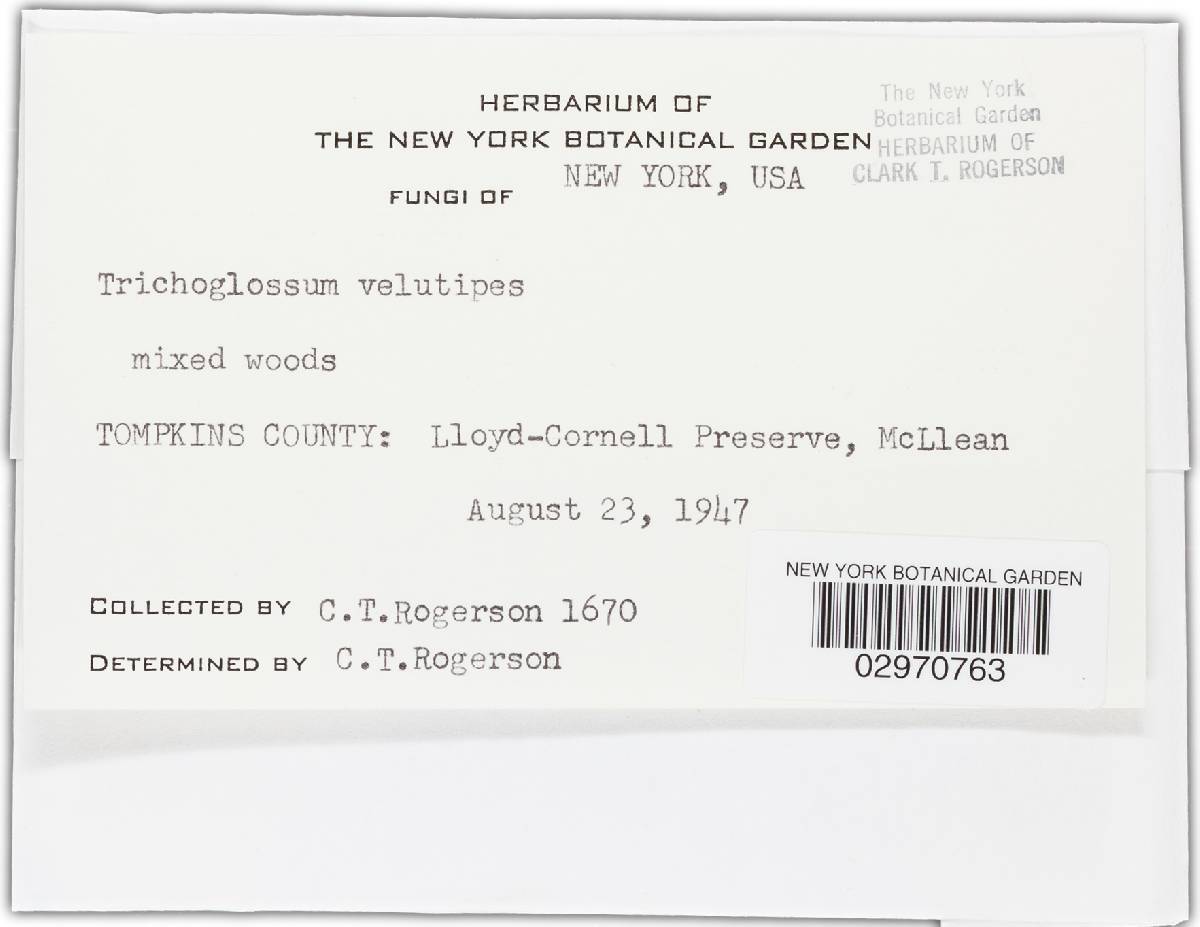 HERBARIUM OF
THE NEW YORK BOTANICAL GARDEN
FUNGI OF NEW YORK, USA
The New York
Botanical Garden
HERBARIUM OF
CLARK T. ROGERSON
Trichoglossum velutipes
mixed woods
TOMPKINS COUNTY: Lloyd-Cornell Preserve, McLlean
August 23, 1947
COLLECTED BY C.T.Rogerson 1670
DETERMINED BY C.T.Rogerson
NEW YORK BOTANICAL GARDEN
02970763